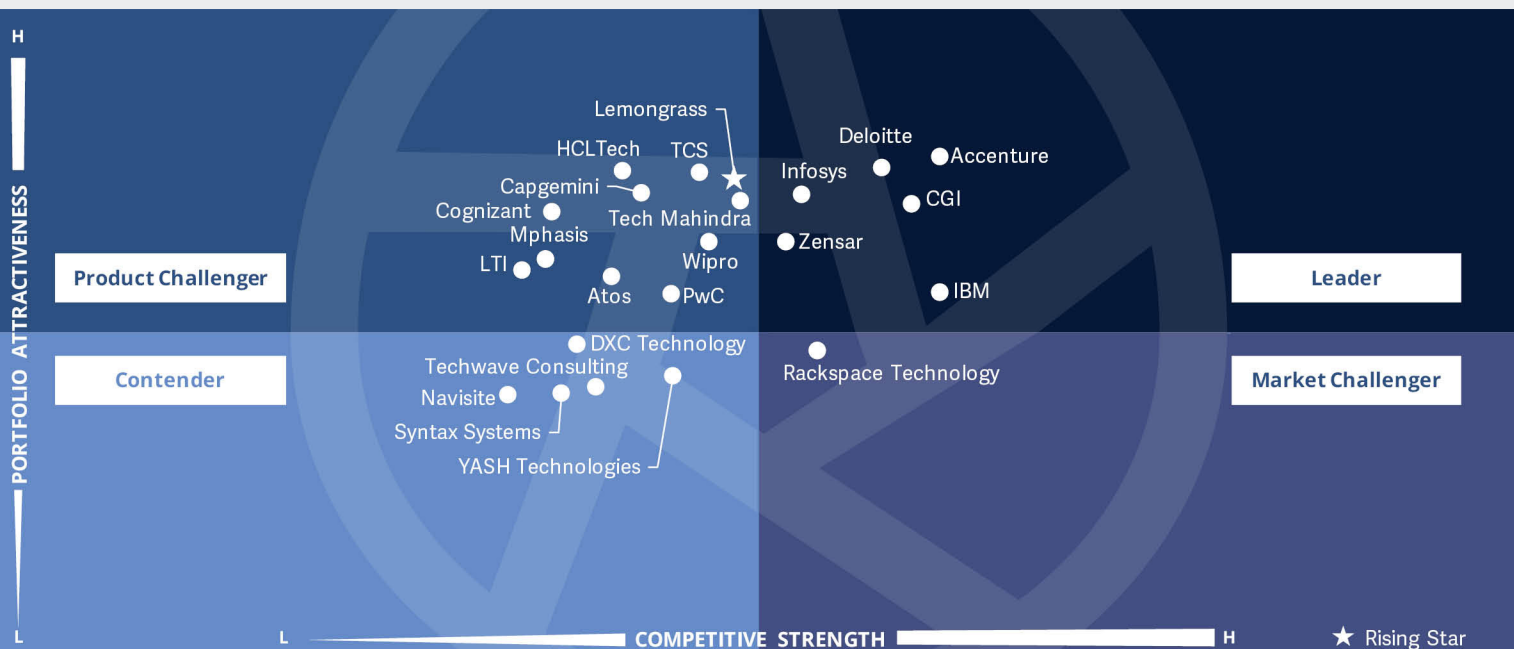 H
Lemongrass
Deloitte
HCLTech
TCS
Accenture
Infosys
Capgemini
CGI
Cognizant
Tech Mahindra
Mphasis
Zensar
LTI
Wipro
Product Challenger
Leader
Atos
PwC
IBM
DXC Technology
Techwave Consulting
Rackspace Technology
Contender
Market Challenger
Navisite
Syntax Systems
YASH Technologies
PORTFOLIO ATTRACTIVENESS
L
L
COMPETITIVE STRENGTH
H
Rising Star